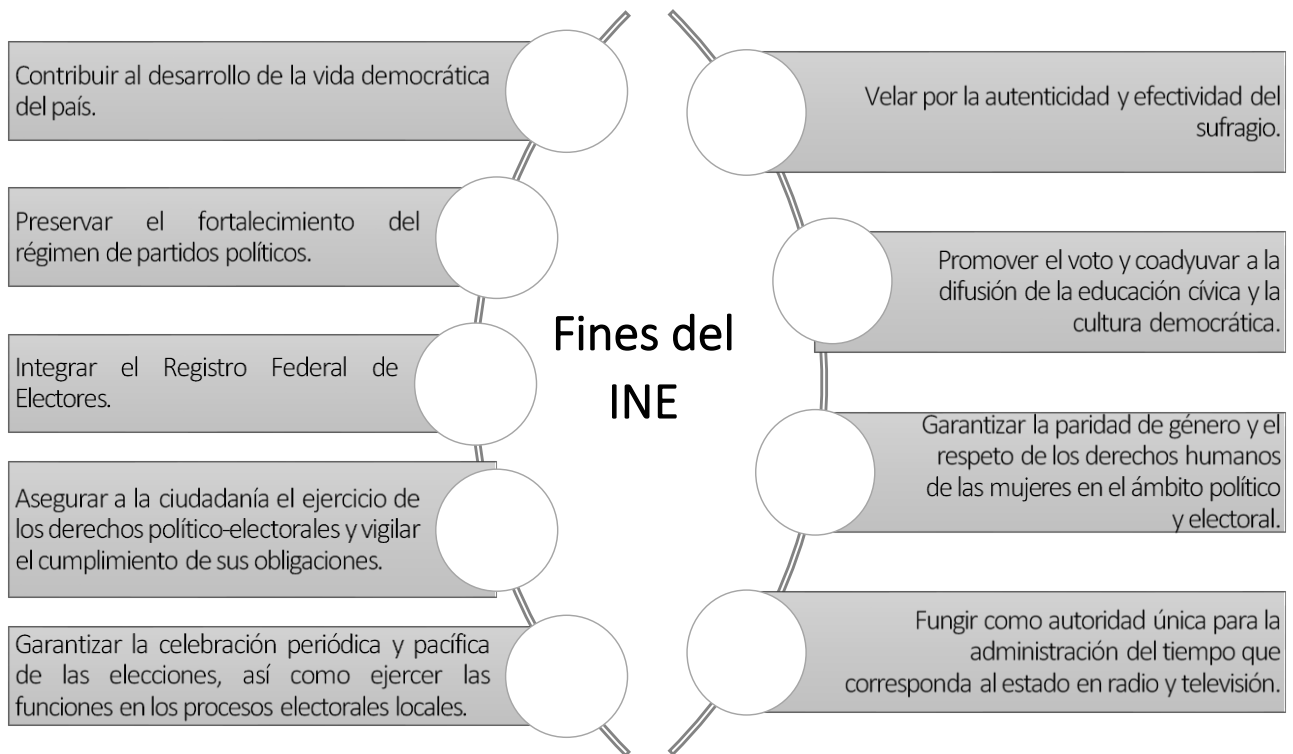 Contribuir al desarrollo de la vida democrática
del país.
Preservar el fortalecimiento del
régimen de partidos políticos.
Integrar el Registro Federal de
Electores.
Asegurar a la ciudadanía el ejercicio de
los derechos político-electorales y vigilar
el cumplimiento de sus obligaciones.
Garantizar la celebración periódica y pacífica
de las elecciones, así como ejercer las
funciones en los procesos electorales locales.
Fines del
INE
Velar por la autenticidad y efectividad del
sufragio.
Promover el voto y coadyuvar a la
difusión de la educación cívica y la
cultura democrática.
Garantizar la paridad de género y el
respeto de los derechos humanos
de las mujeres en el ámbito político
y electoral.
Fungir como autoridad única para la
administración del tiempo que
corresponda al estado en radio y televisión.